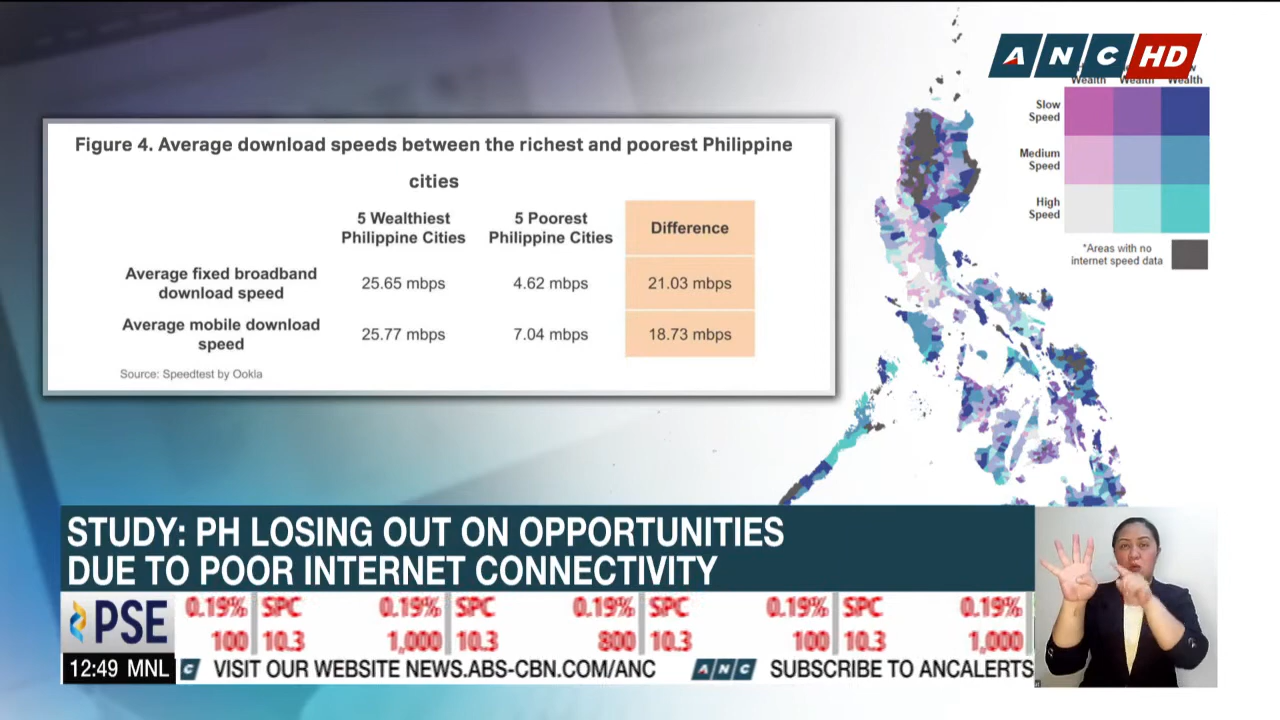 ANC HD
Wealth Wealth Wealth
Slow
Speed
Medium
Speed
High
Speed
*Areas with no
internet speed data
Figure 4. Average download speeds between the richest and poorest Philippine
cities
5 Wealthiest
Philippine Cities
5 Poorest
Philippine Cities
Difference
Average fixed broadband
download speed
25.65 mbps
4.62 mbps
21.03 mbps
Average mobile download
speed
25.77 mbps
7.04 mbps
18.73 mbps
Source: Speedtest by Ookla
STUDY: PH LOSING OUT ON OPPORTUNITIES
DUE TO POOR INTERNET CONNECTIVITY
PSE
0.19% SPC 0.19% SPC 0.19% SPC 0.19% SPC 0.19%
100 10.3 1,000 10.3 800 10.3 100 10.3 1,000
12:49 MNL
VISIT OUR WEBSITE NEWS.ABS-CBN.COM/ANC ANC SUBSCRIBE TO ANCALERTS